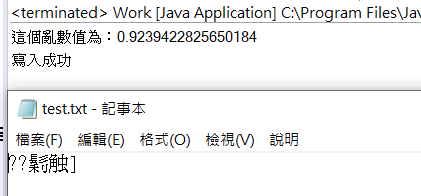 <terminated> Work [Java Application] C:\Program Files\Jav
這個亂數值為：0.9239422825650184
寫入成功
test.txt - 記事本
檔案(F) 編輯(E) 格式(O) 檢視(V) 說明
??鬅触]